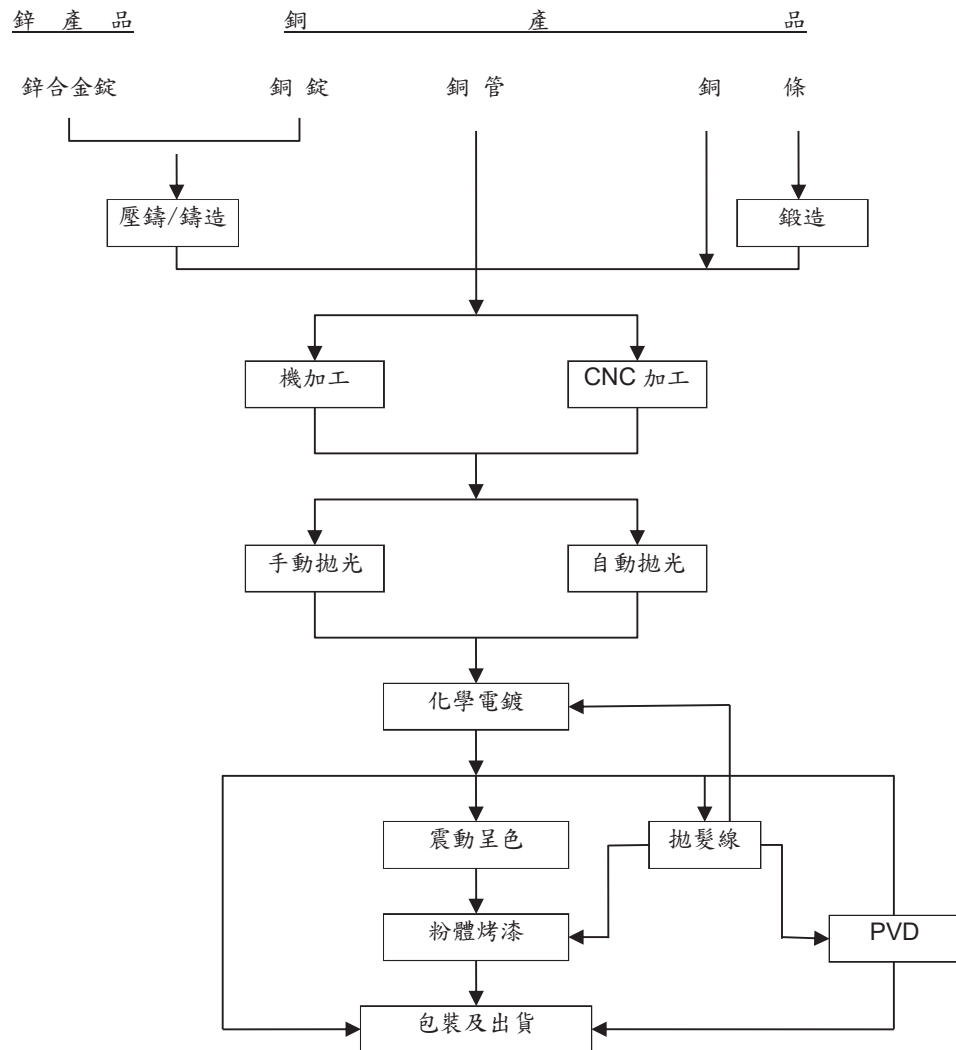 鋅產品 銅產品
鋅合金錠 銅錠 銅管 銅條
壓鑄/鑄造 鍛造
機加工 CNC 加工
手動拋光 自動拋光
化學電鍍
震動呈色 拋髮線
粉體烤漆 PVD
包裝及出貨